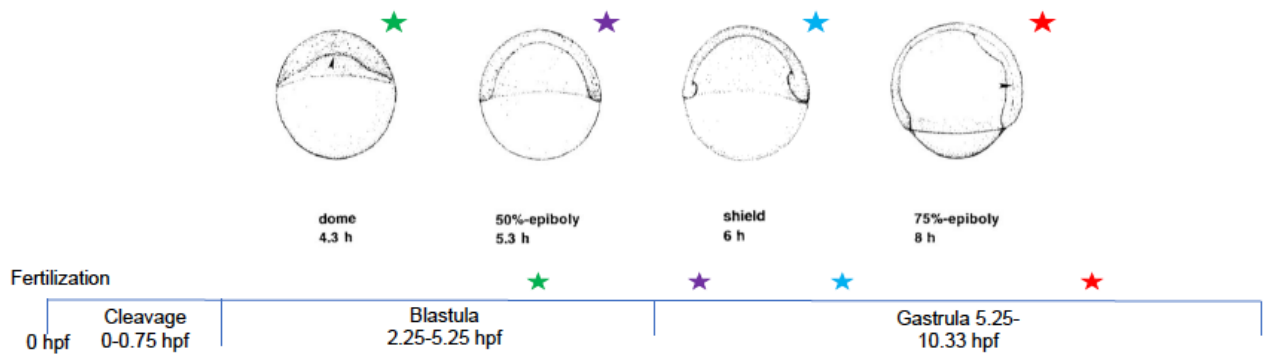 dome
4.3 h
50%-epiboly
5.3 h
shield
6 h
75%-epiboly
8 h
Fertilization
0 hpf
Cleavage
0-0.75 hpf
Blastula
2.25-5.25 hpf
Gastrula 5.25-
10.33 hpf